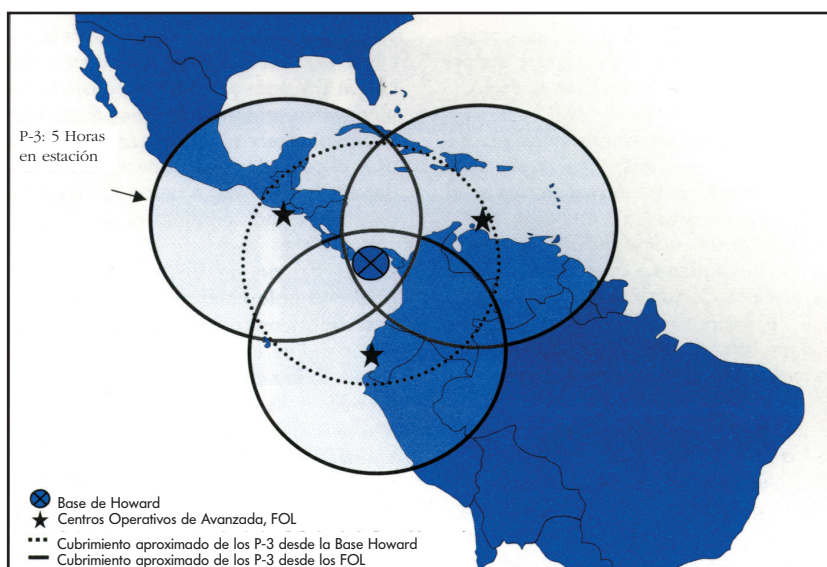 P-3: 5 Horas
en estación
Base de Howard
Centros Operativos de Avanzada, FOL
Cubrimiento aproximado de los P-3 desde la Base Howard
Cubrimiento aproximado de los P-3 desde los FOL